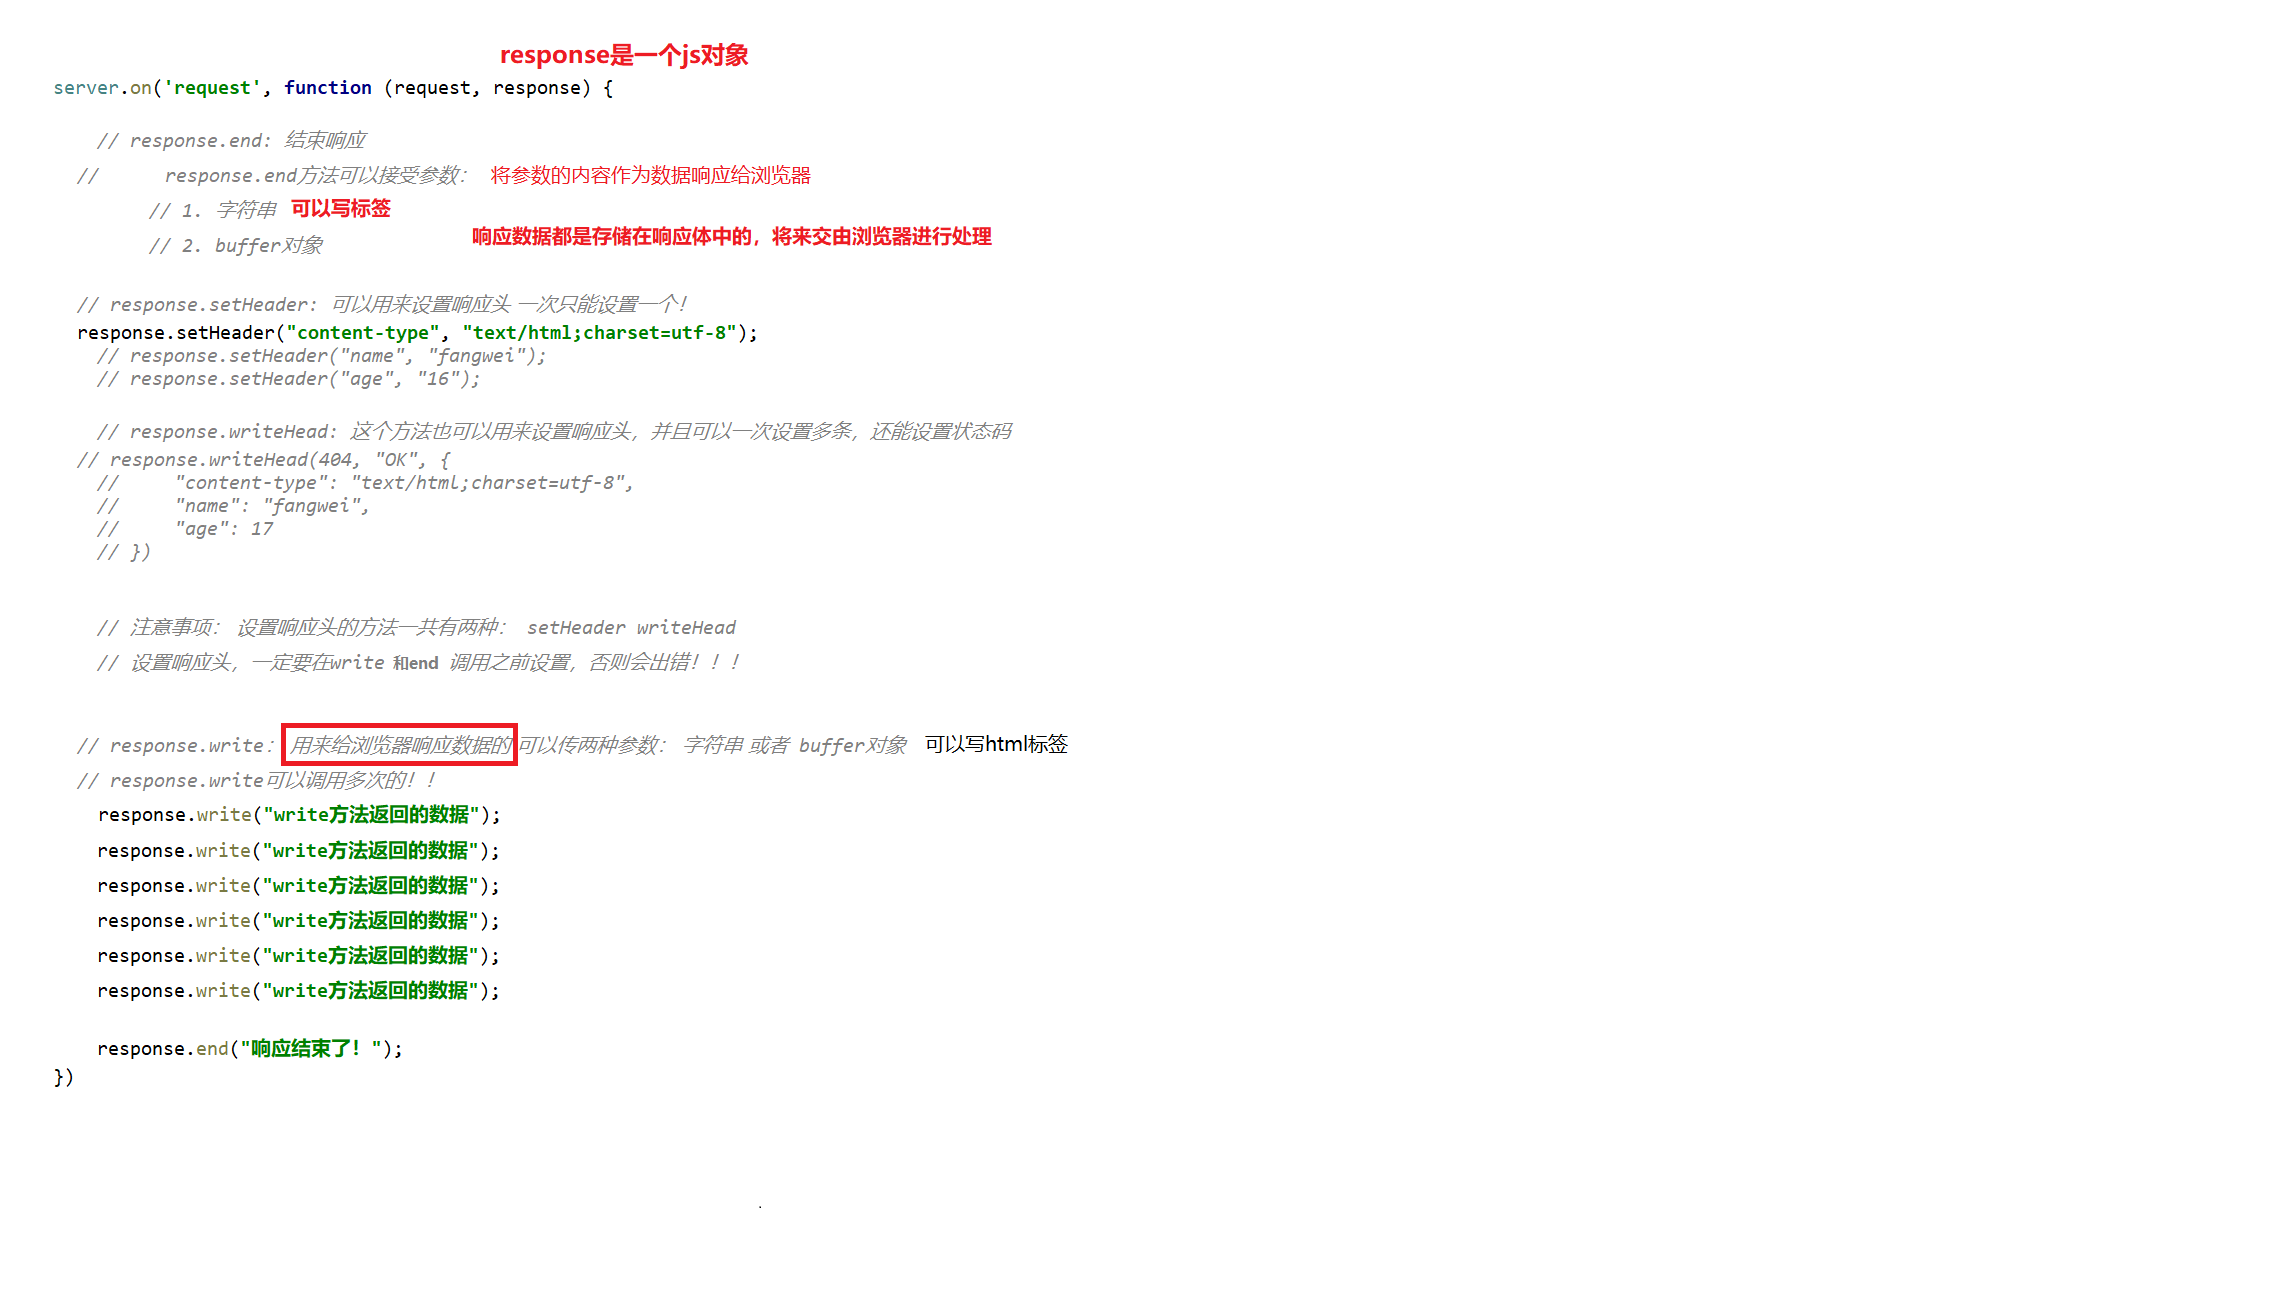 response是一个js对象
server.on('request', function (request, response) {
// response.end: 结束响应
// response.end方法可以接受参数： 将参数的内容作为数据响应给浏览器
// 1. 字符串 可以写标签
响应数据都是存储在响应体中的，将来交由浏览器进行处理
// 2. buffer对象
// response.setHeader: 可以用来设置响应头 一次只能设置一个！
response.setHeader("content-type", "text/html;charset=utf-8");
// response.setHeader("name", "fangwei");
// response.setHeader("age", "16");
// response.writeHead: 这个方法也可以用来设置响应头，并且可以一次设置多条，还能设置状态码
// response.writeHead(404, "OK", {
// "content-type": "text/html;charset=utf-8",
// "name": "fangwei",
// "age": 17
// })
// 注意事项： 设置响应头的方法一共有两种： setHeader writeHead
// 设置响应头，一定要在write 和end 调用之前设置，否则会出错！！！
// response.write: 用来给浏览器响应数据的 可以传两种参数： 字符串 或者 buffer对象 可以写html标签
// response.write可以调用多次的！！
response.write("write方法返回的数据");
response.write("write方法返回的数据");
response.write("write方法返回的数据");
response.write("write方法返回的数据");
response.write("write方法返回的数据");
response.write("write方法返回的数据");
response.end("响应结束了！");
})
.